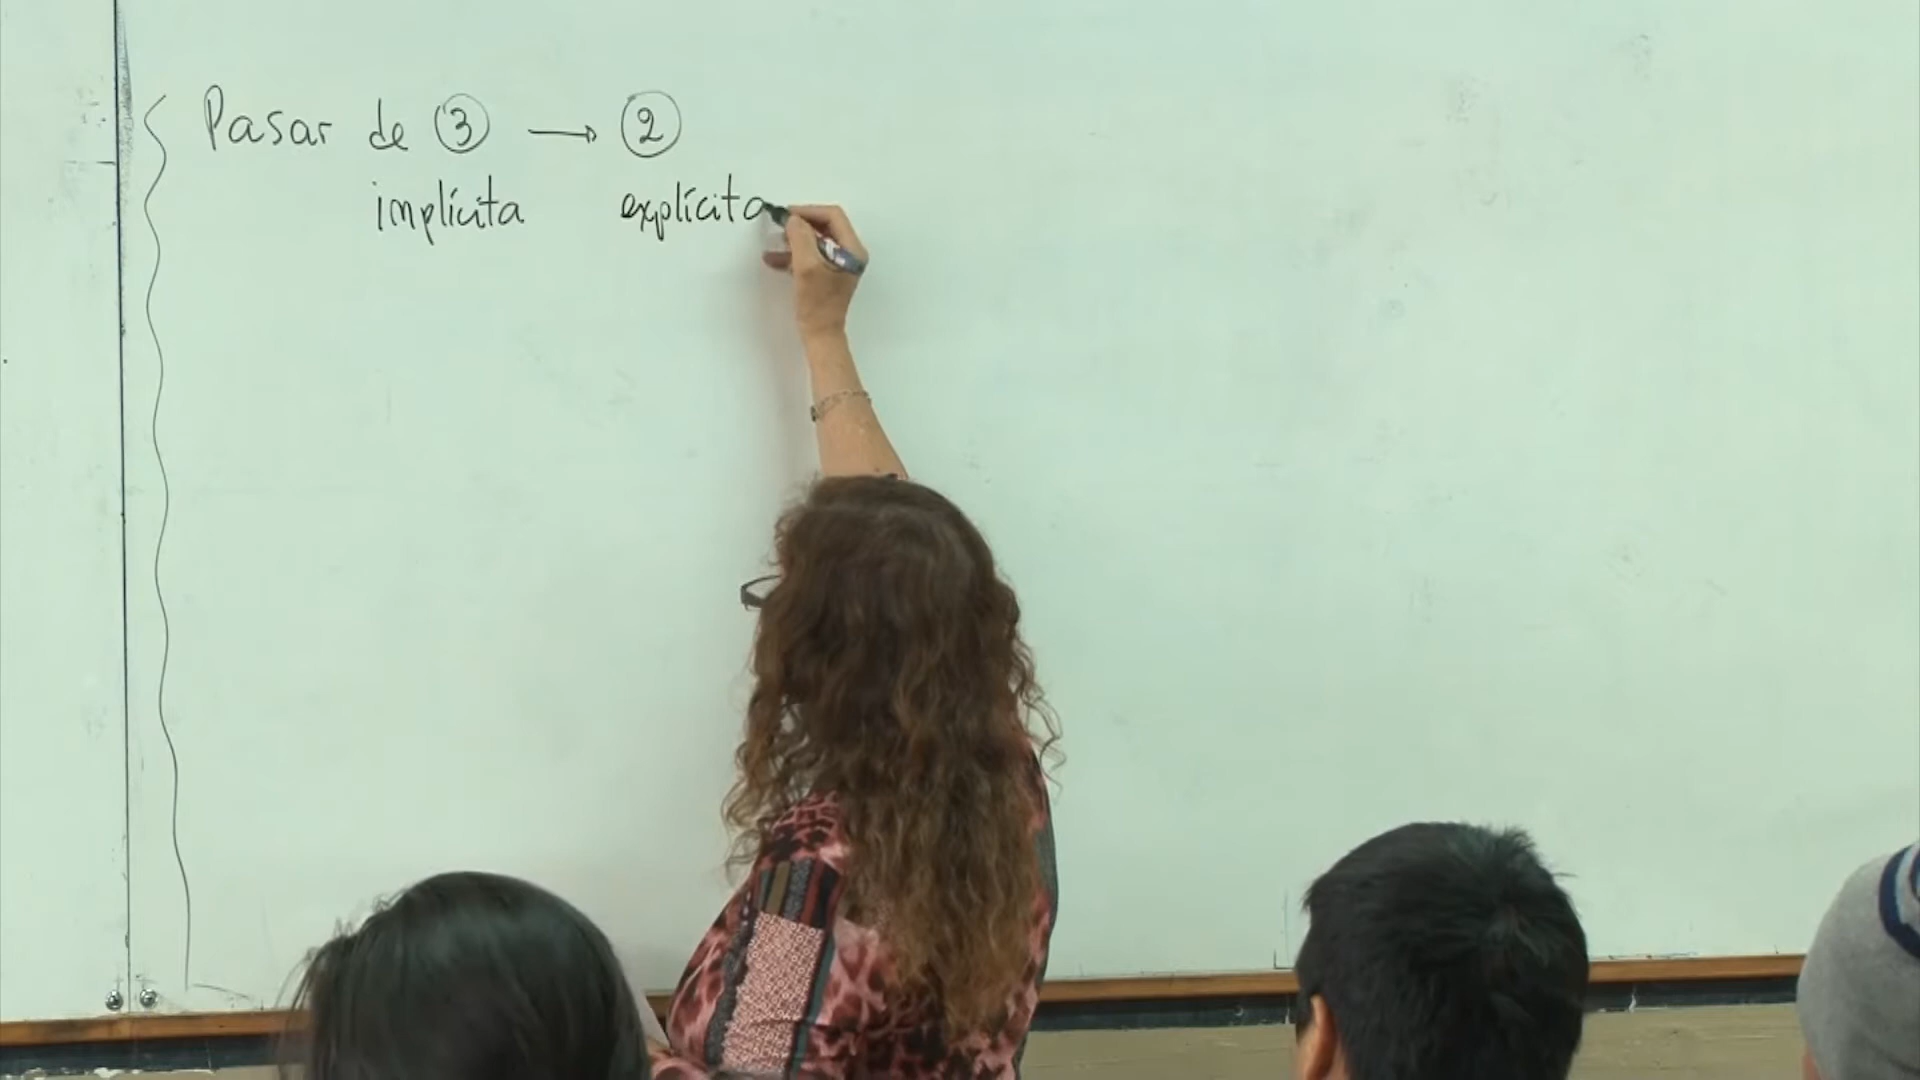 Pasar de ③ → ②
implícita explícita